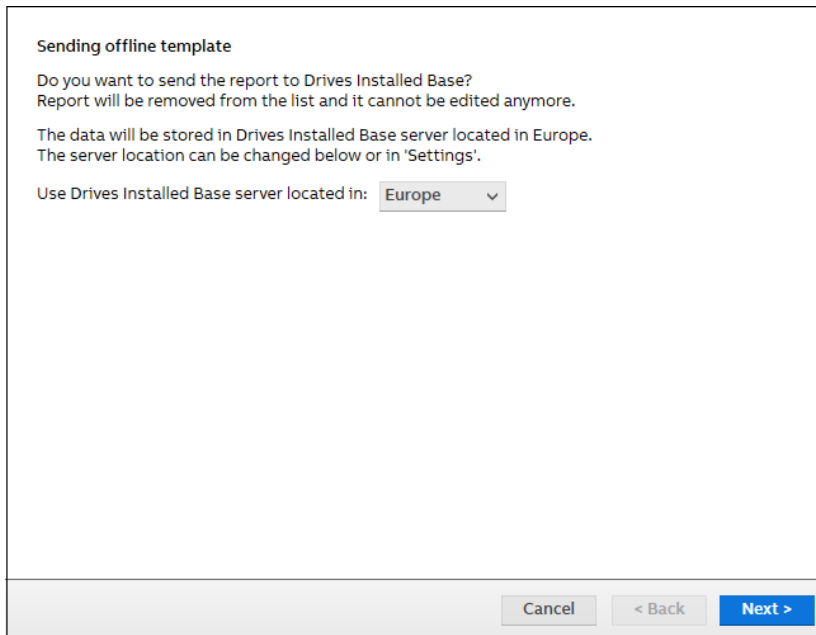 Sending offline template
Do you want to send the report to Drives Installed Base?
Report will be removed from the list and it cannot be edited anymore.
The data will be stored in Drives Installed Base server located in Europe.
The server location can be changed below or in 'Settings'.
Use Drives Installed Base server located in: Europe
Cancel < Back Next >